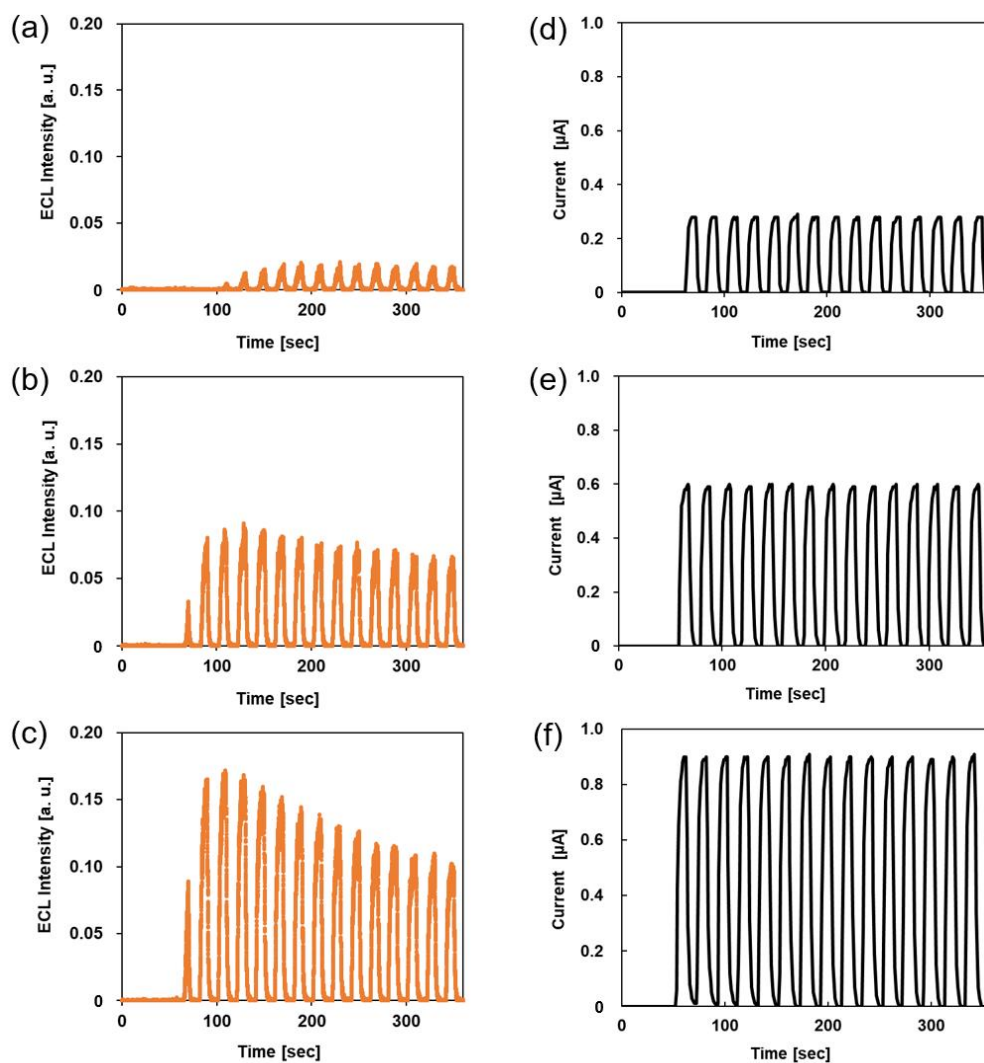 (a)
0.20
0.15
0.10
0.05
0
ECL Intensity [a. u.]
0 100 200 300
Time [sec]
(d)
1.0
0.8
0.6
0.4
0.2
0
Current [µA]
0 100 200 300
Time [sec]
(b)
0.20
0.15
0.10
0.05
0
ECL Intensity [a. u.]
0 100 200 300
Time [sec]
(e)
1.0
0.8
0.6
0.4
0.2
0
Current [µA]
0 100 200 300
Time [sec]
(c)
0.20
0.15
0.10
0.05
0
ECL Intensity [a. u.]
0 100 200 300
Time [sec]
(f)
1.0
0.8
0.6
0.4
0.2
0
Current [µA]
0 100 200 300
Time [sec]